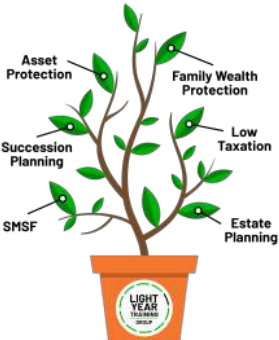 Asset
Protection
Family Wealth
Protection
Succession
Planning
Low
Taxation
SMSF
Estate
Planning
LIGHT
YEAR
TRAINING
GROUP